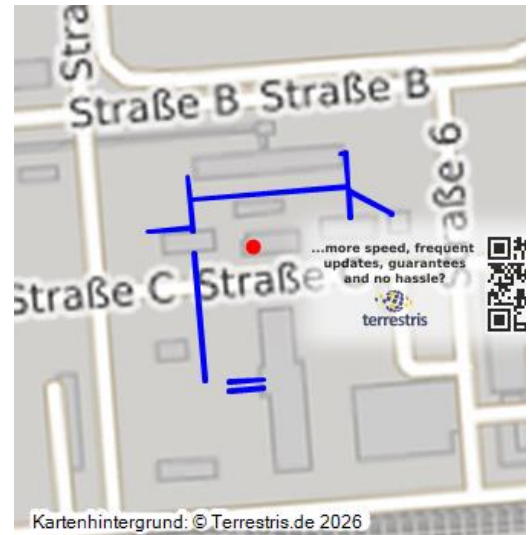 Straße B Straße B
Straße 6
Straße C Straße C
...more speed, frequent
updates, guarantees
and no hassle?
terrestris
Kartenhintergrund: © Terrestris.de 2026